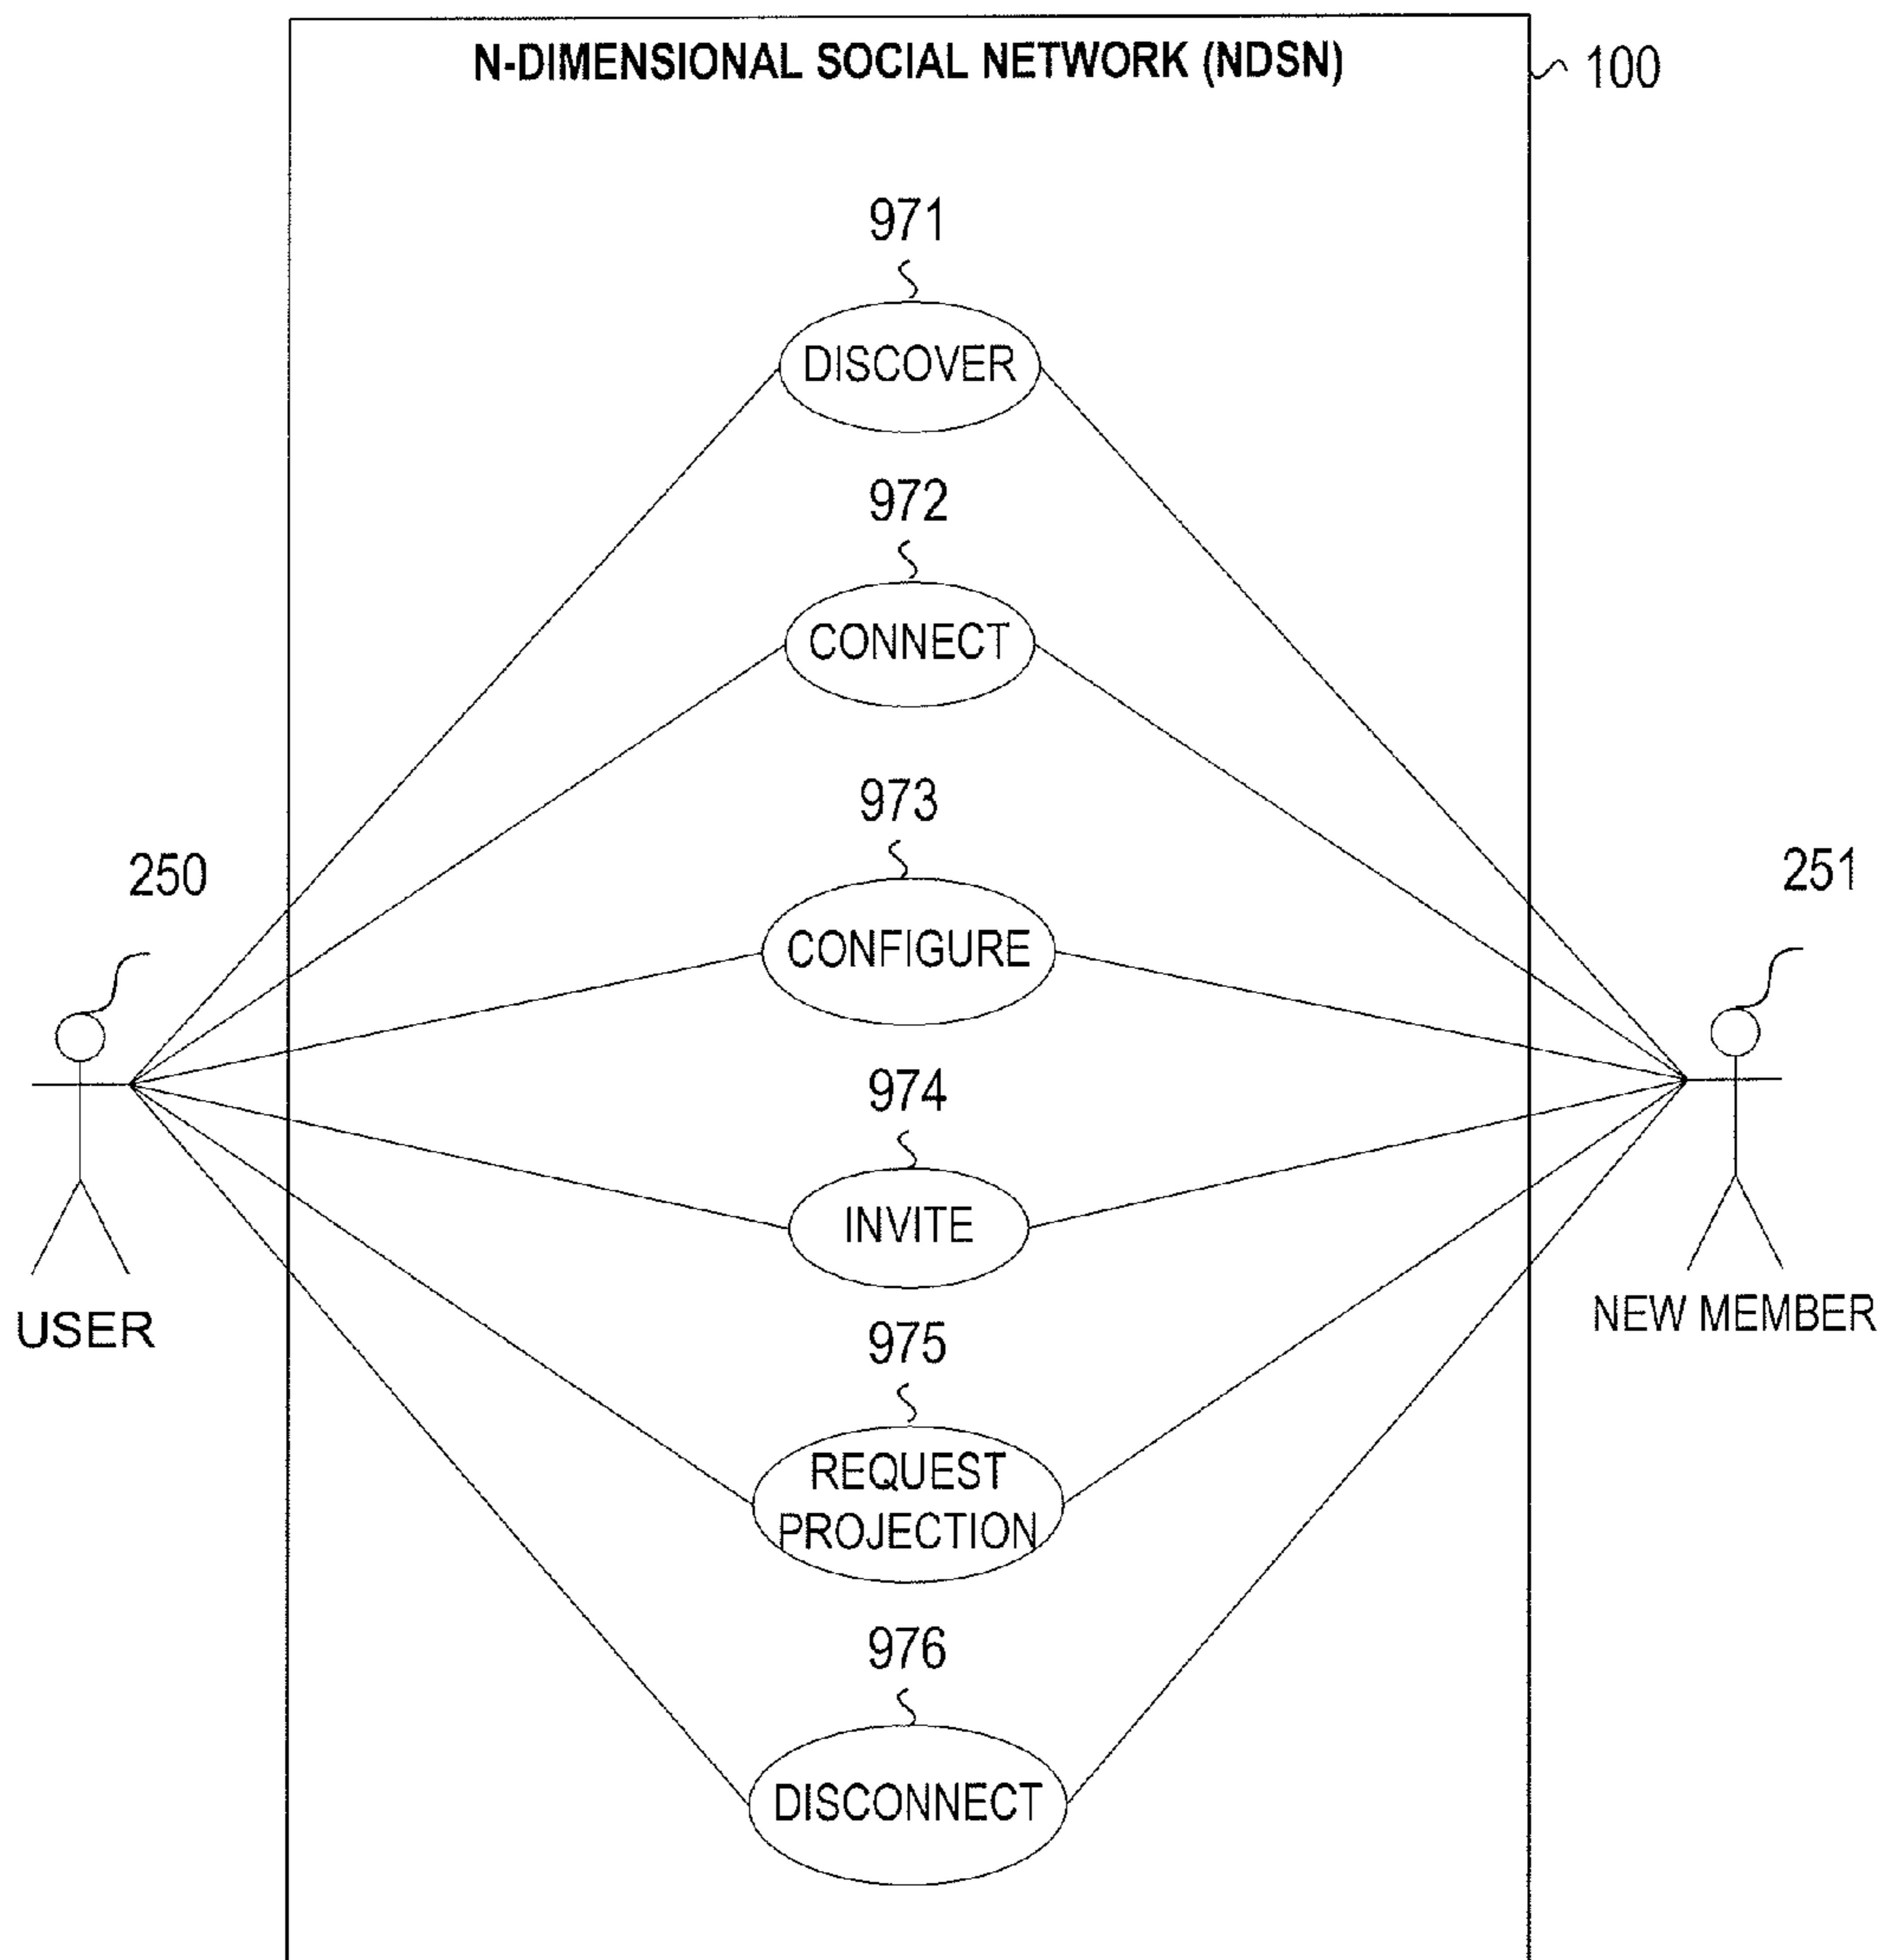 N-DIMENSIONAL SOCIAL NETWORK (NDSN)
100
971
DISCOVER
972
CONNECT
973
CONFIGURE
250
251
974
INVITE
USER
NEW MEMBER
975
REQUEST
PROJECTION
976
DISCONNECT